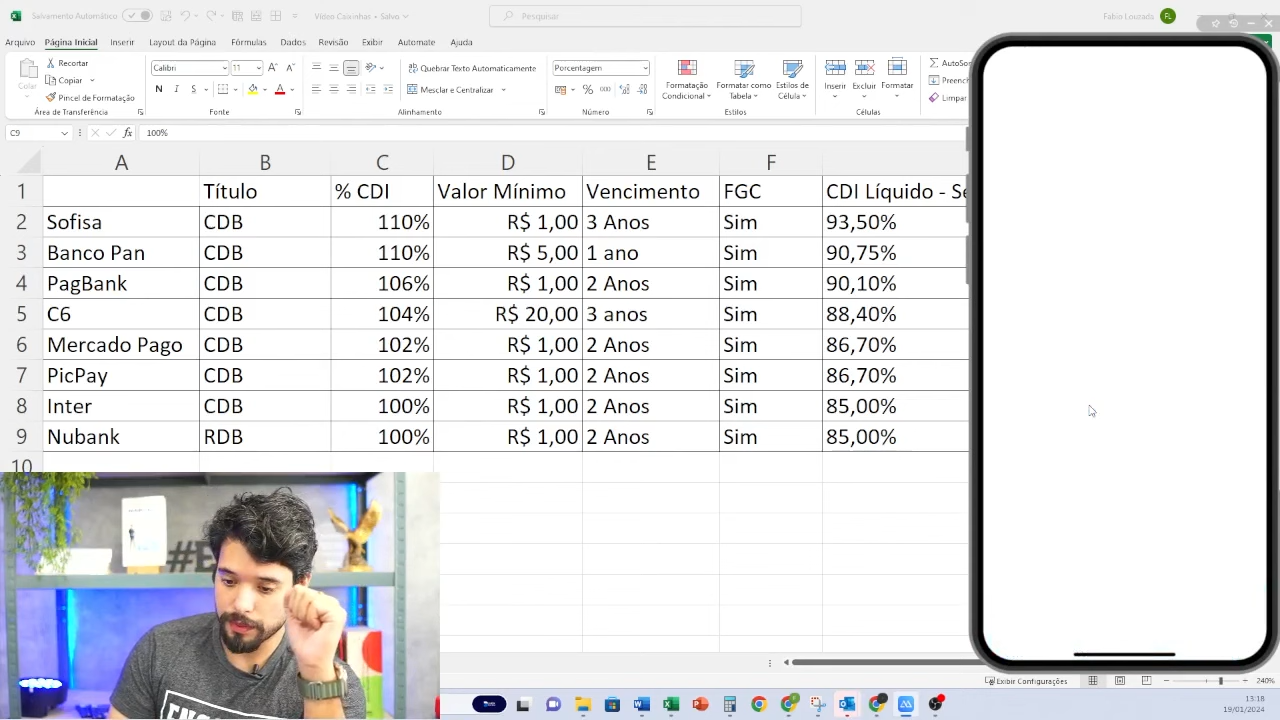 Salvamento Automático
Vídeo Caixinhas • Salvo
Pesquisar
Fabio Louzada
FL
Arquivo Página Inicial Inserir Layout da Página Fórmulas Dados Revisão Exibir Automate Ajuda
Colar
Recortar
Copiar
Pincel de Formatação
Área de Transferência
Calibri
11
N I S
Fonte
Quebrar Texto Automaticamente
Mesclar e Centralizar
Alinhamento
Porcentagem
% 000
Número
Formatação Condicional
Formatar como Tabela
Estilos de Célula
Estilos
Inserir Excluir Formatar
Células
AutoSon
Preench
Limpar
C9
fx 100%
A B C D E F
1 Título % CDI Valor Mínimo Vencimento FGC CDI Líquido - Se
2 Sofisa CDB 110% R$ 1,00 3 Anos Sim 93,50%
3 Banco Pan CDB 110% R$ 5,00 1 ano Sim 90,75%
4 PagBank CDB 106% R$ 1,00 2 Anos Sim 90,10%
5 C6 CDB 104% R$ 20,00 3 anos Sim 88,40%
6 Mercado Pago CDB 102% R$ 1,00 2 Anos Sim 86,70%
7 PicPay CDB 102% R$ 1,00 2 Anos Sim 86,70%
8 Inter CDB 100% R$ 1,00 2 Anos Sim 85,00%
9 Nubank RDB 100% R$ 1,00 2 Anos Sim 85,00%
10
Exibir Configurações
240%
13:18
19/01/2024